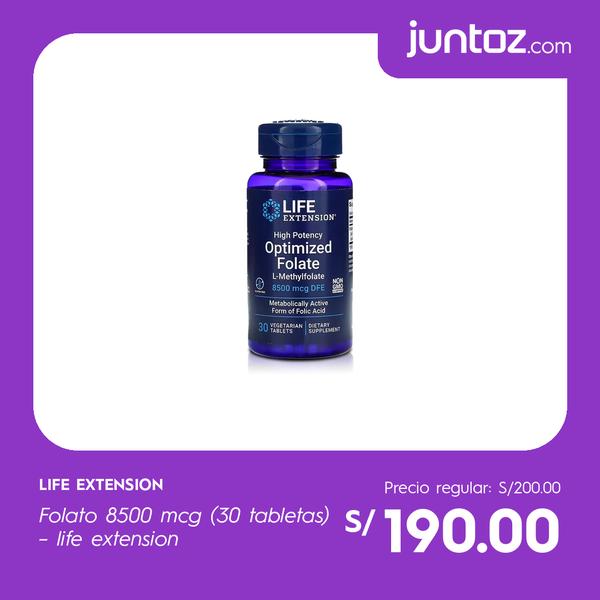 juntoz.com
LIFE
EXTENSION®
High Potency
Optimized
Folate
L-Methylfolate
8500 mcg DFE
NON
GMO
Metabolically Active
Form of Folic Acid
30 VEGETARIAN TABLETS | DIETARY SUPPLEMENT
LIFE EXTENSION
Folato 8500 mcg (30 tabletas)
- life extension
Precio regular: S/200.00
S/190.00